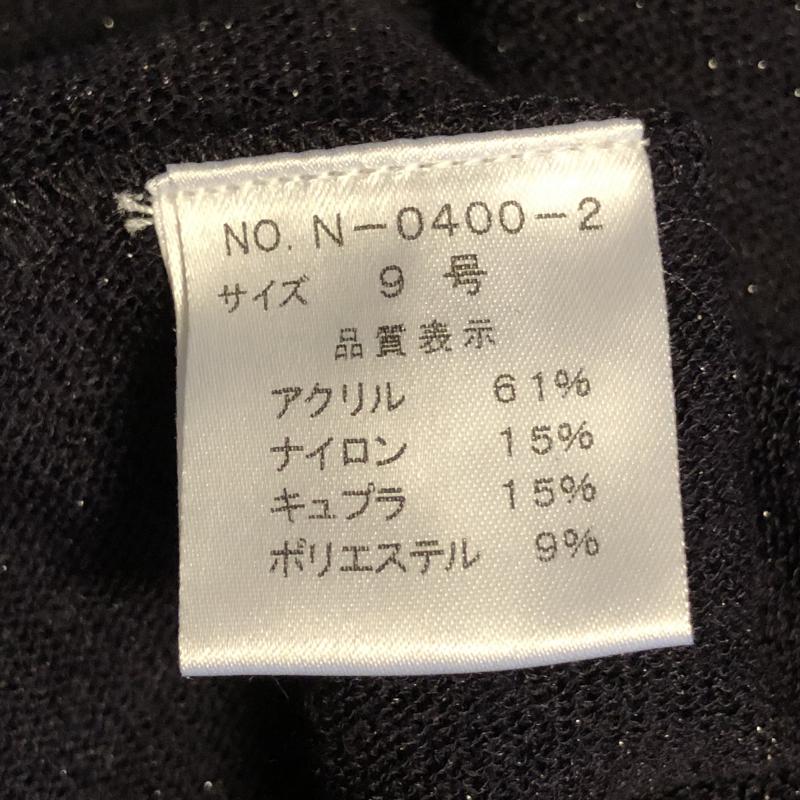 NO. N-0400-2
サイズ 9 号
品質表示
アクリル 61%
ナイロン 15%
キュプラ 15%
ポリエステル 9%